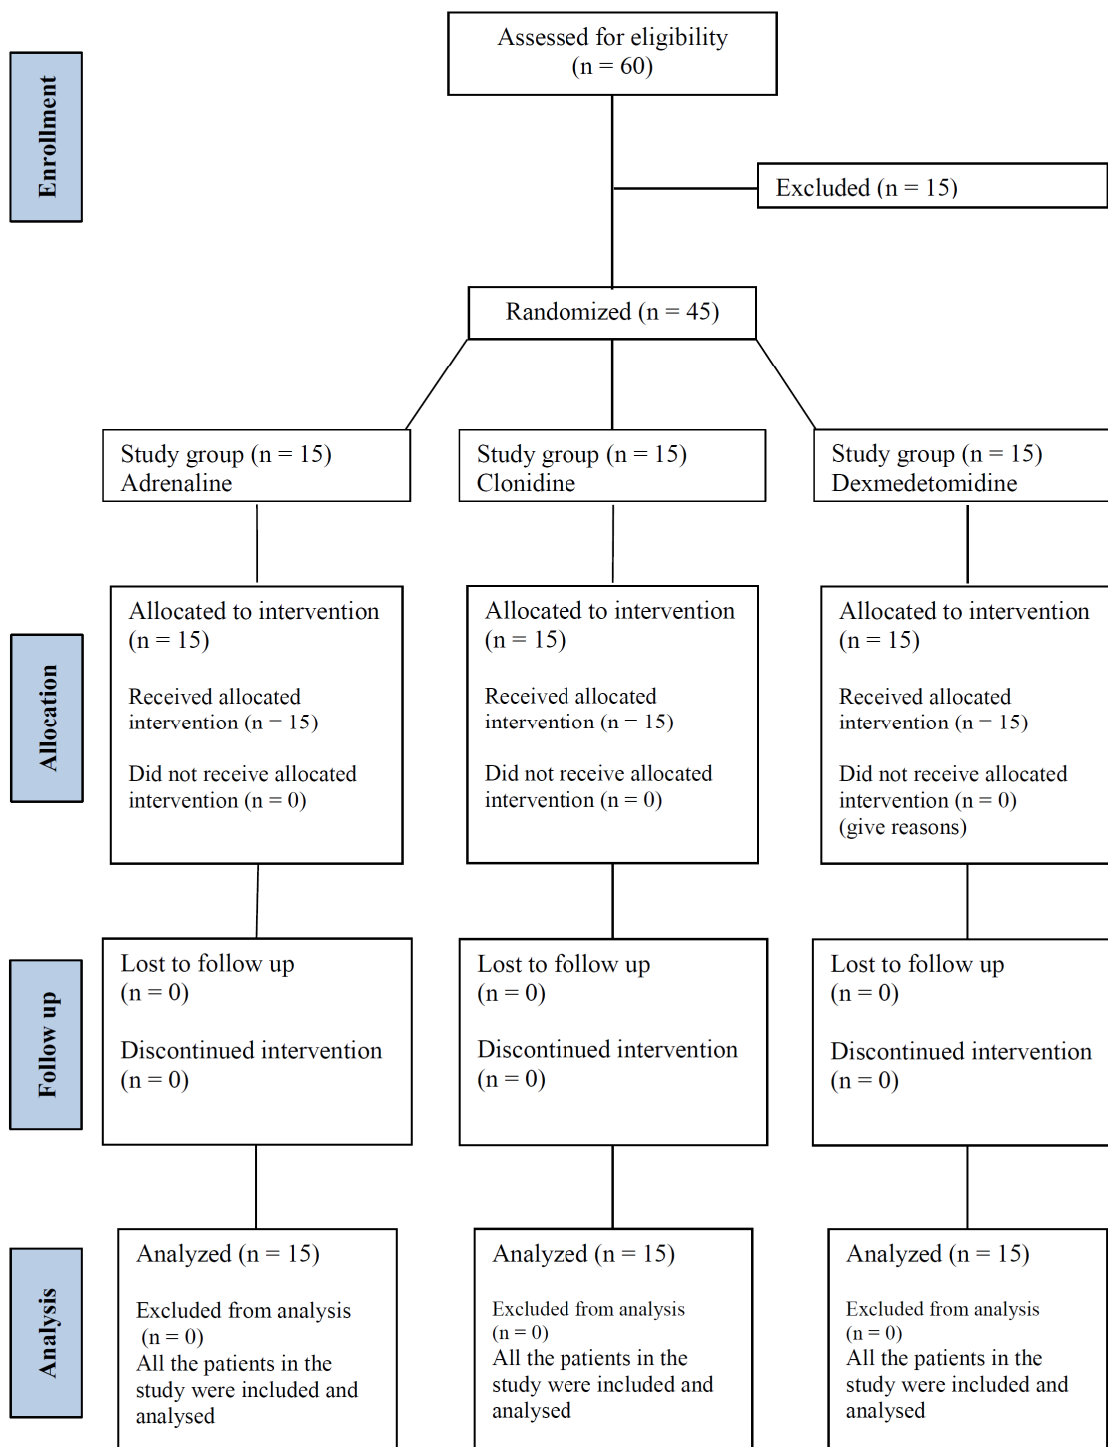 Enrollment
Assessed for eligibility
(n = 60)
Excluded (n = 15)
Randomized (n = 45)
Study group (n = 15)
Adrenaline
Study group (n = 15)
Clonidine
Study group (n = 15)
Dexmedetomidine
Allocation
Allocated to intervention
(n = 15)
Received allocated
intervention (n = 15)
Did not receive allocated
intervention (n = 0)
Allocated to intervention
(n = 15)
Received allocated
intervention (n = 15)
Did not receive allocated
intervention (n = 0)
Allocated to intervention
(n = 15)
Received allocated
intervention (n = 15)
Did not receive allocated
intervention (n = 0)
(give reasons)
Follow up
Lost to follow up
(n = 0)
Discontinued intervention
(n = 0)
Lost to follow up
(n = 0)
Discontinued intervention
(n = 0)
Lost to follow up
(n = 0)
Discontinued intervention
(n = 0)
Analysis
Analyzed (n = 15)
Excluded from analysis
(n = 0)
All the patients in the
study were included and
analysed
Analyzed (n = 15)
Excluded from analysis
(n = 0)
All the patients in the
study were included and
analysed
Analyzed (n = 15)
Excluded from analysis
(n = 0)
All the patients in the
study were included and
analysed